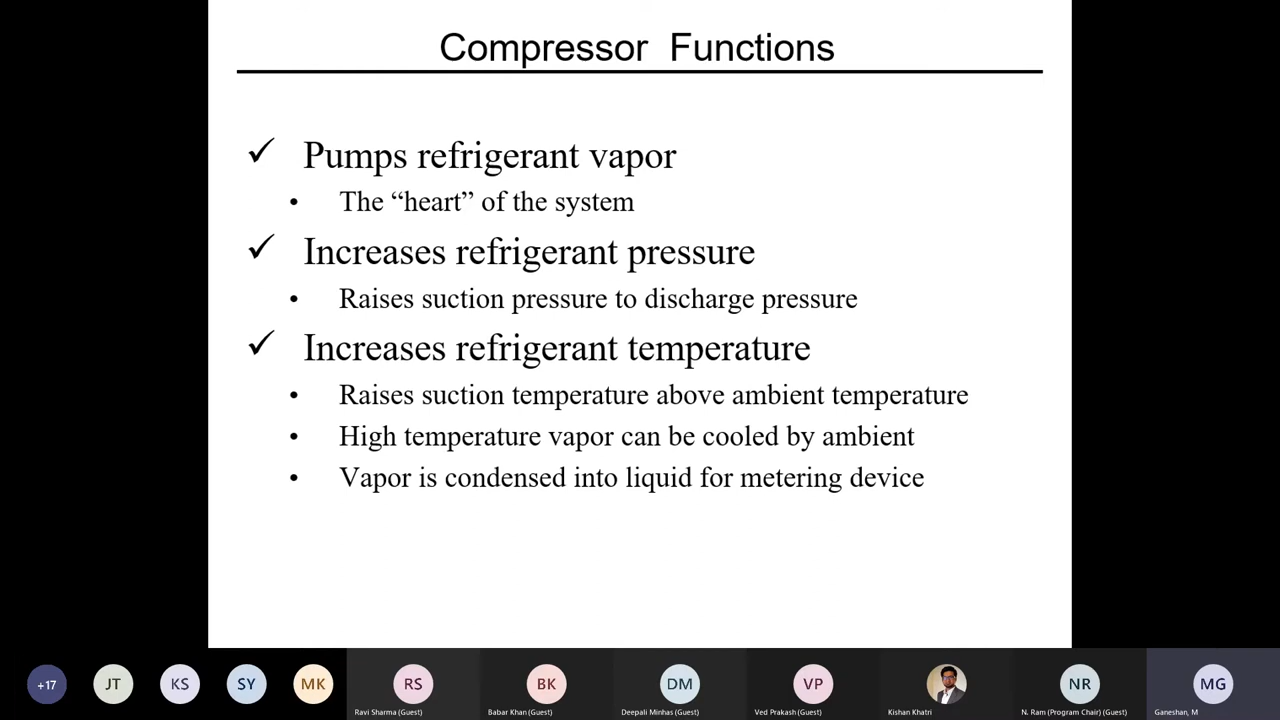 Compressor Functions
✓ Pumps refrigerant vapor
• The “heart” of the system
✓ Increases refrigerant pressure
• Raises suction pressure to discharge pressure
✓ Increases refrigerant temperature
• Raises suction temperature above ambient temperature
• High temperature vapor can be cooled by ambient
• Vapor is condensed into liquid for metering device
+17 JT KS SY MK RS BK DM VP NR MG
Ravi Sharma (Guest) Babar Khan (Guest) Deepali Minhas (Guest) Ved Prakash (Guest) Kishan Khatri N. Ram (Program Chair) (Guest) Ganeshan, M